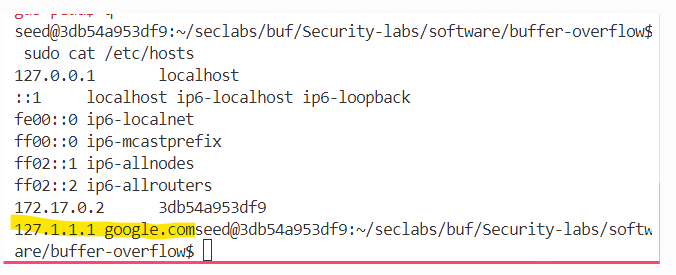 seed@3db54a953df9:~/seclabs/buf/Security-labs/software/buffer-overflow$
sudo cat /etc/hosts
127.0.0.1 localhost
::1 localhost ip6-localhost ip6-loopback
fe00::0 ip6-localnet
ff00::0 ip6-mcastprefix
ff02::1 ip6-allnodes
ff02::2 ip6-allrouters
172.17.0.2 3db54a953df9
127.1.1.1 google.comseed@3db54a953df9:~/seclabs/buf/Security-labs/softw
are/buffer-overflow$